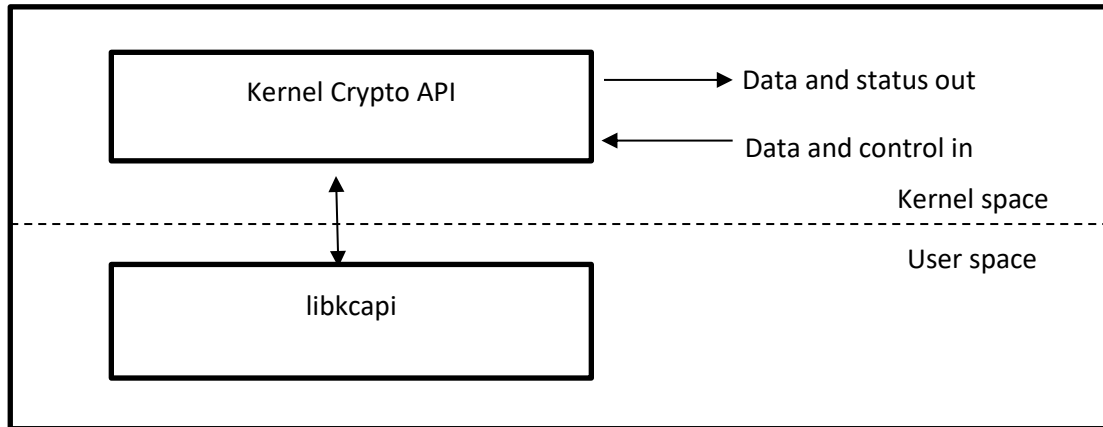 Kernel Crypto API
Data and status out
Data and control in
Kernel space
User space
libkcapi